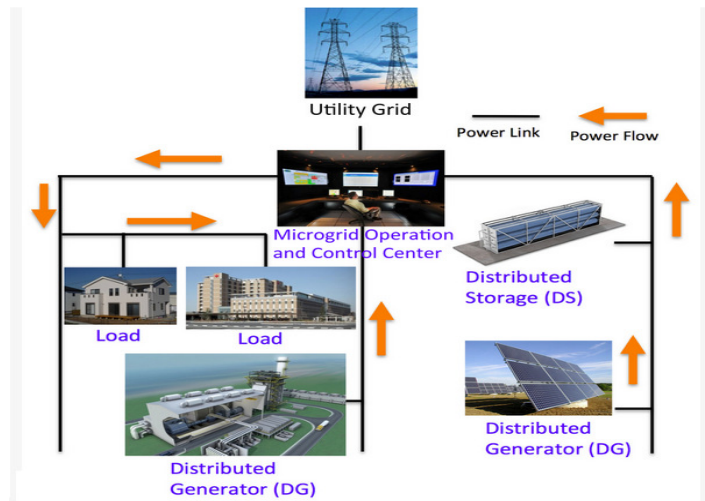 Utility Grid
Power Link
Power Flow
Microgrid Operation
and Control Center
Distributed
Storage (DS)
Load
Load
Distributed
Generator (DG)
Distributed
Generator (DG)